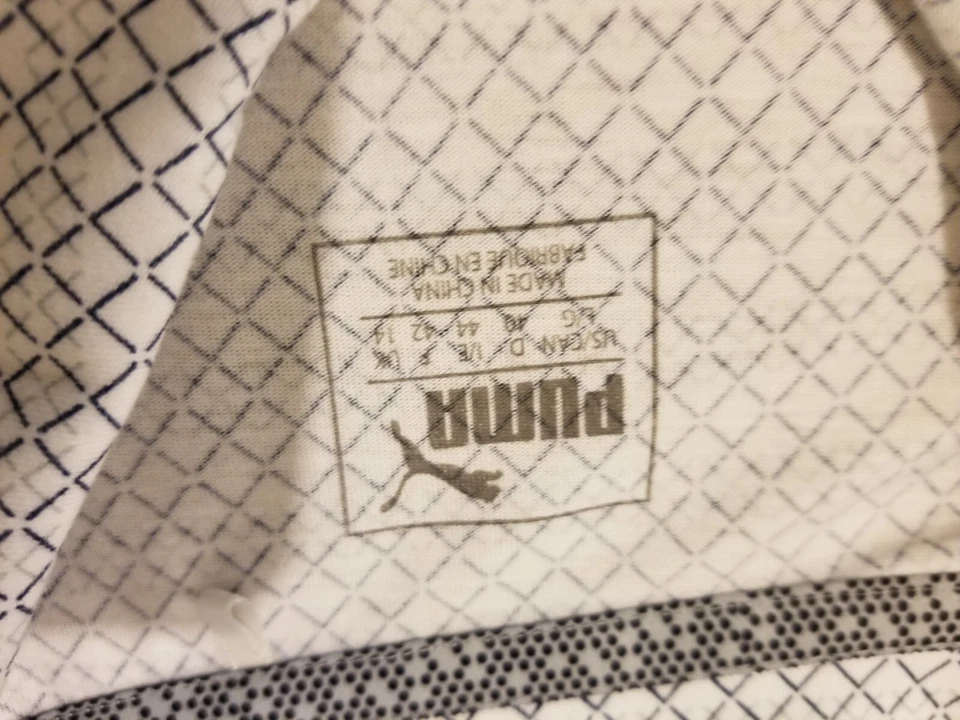 PUMA
US/CAN D I/E F UK
L/G 40 44 42 14
MADE IN CHINA
FABRIQUE EN CHINE